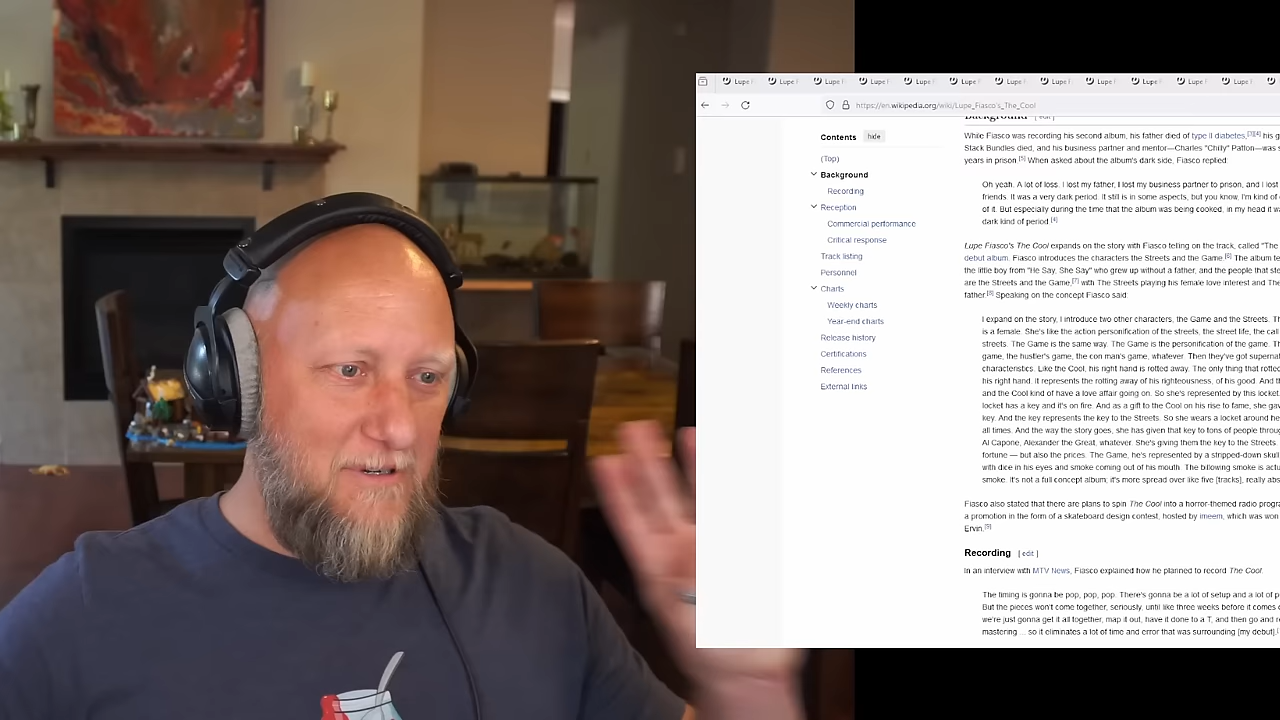 Lupe
Lupe
Lupe
Lupe
Lupe
Lupe
Lupe
Lupe
Lupe
Lupe
Lupe
Lupe
https://en.wikipedia.org/wiki/Lupe_Fiasco's_The_Cool
Contents hide
(Top)
Background
Recording
Reception
Commercial performance
Critical response
Track listing
Personnel
Charts
Weekly charts
Year-end charts
Release history
Certifications
References
External links
Background [ edit ]
While Fiasco was recording his second album, his father died of type II diabetes,[3][4] his
Stack Bundles died, and his business partner and mentor—Charles "Chilly" Patton—was
years in prison.[5] When asked about the album's dark side, Fiasco replied:
Oh yeah. A lot of loss. I lost my father, I lost my business partner to prison, and I lost
friends. It was a very dark period. It still is in some aspects, but you know, I'm kind of
of it. But especially during the time that the album was being cooked, in my head it
dark kind of period.[4]
Lupe Fiasco's The Cool expands on the story with Fiasco telling on the track, called "The
debut album. Fiasco introduces the characters the Streets and the Game.[6] The album
the little boy from "He Say, She Say" who grew up without a father, and the people that
are the Streets and the Game,[7] with The Streets playing his female love interest and The
father.[8] Speaking on the concept Fiasco said:
I expand on the story, I introduce two other characters, the Game and the Streets.
is a female. She's like the action personification of the streets, the street life, the call
streets. The Game is the same way. The Game is the personification of the game.
game, the hustler's game, the con man's game, whatever. Then they've got
characteristics. Like the Cool, his right hand is rotted away. The only thing that rotted
his right hand. It represents the rotting away of his righteousness, of his good. And
and the Cool kind of have a love affair going on. So she's represented by this locket.
locket has a key and it's on fire. And as a gift to the Cool on his rise to fame, she
key. And the key represents the key to the Streets. So she wears a locket around
all times. And the way the story goes, she has given that key to tons of people
Al Capone, Alexander the Great, whatever. She's giving them the key to the Streets.
fortune — but also the prices. The Game, he's represented by a stripped-down
with dice in his eyes and smoke coming out of his mouth. The billowing smoke is
smoke. It's not a full concept album; it's more spread over like five [tracks], really
Fiasco also stated that there are plans to spin The Cool into a horror-themed radio
a promotion in the form of a skateboard design contest, hosted by imeem, which was won
Ervin.[9]
Recording [ edit ]
In an interview with MTV News, Fiasco explained how he planned to record The Cool:
The timing is gonna be pop, pop, pop. There's gonna be a lot of setup and a lot of
But the pieces won't come together, seriously, until like three weeks before it comes
we're just gonna get it all together, map it out, have it done to a T, and then go and
mastering ... so it eliminates a lot of time and error that was surrounding [my debut].